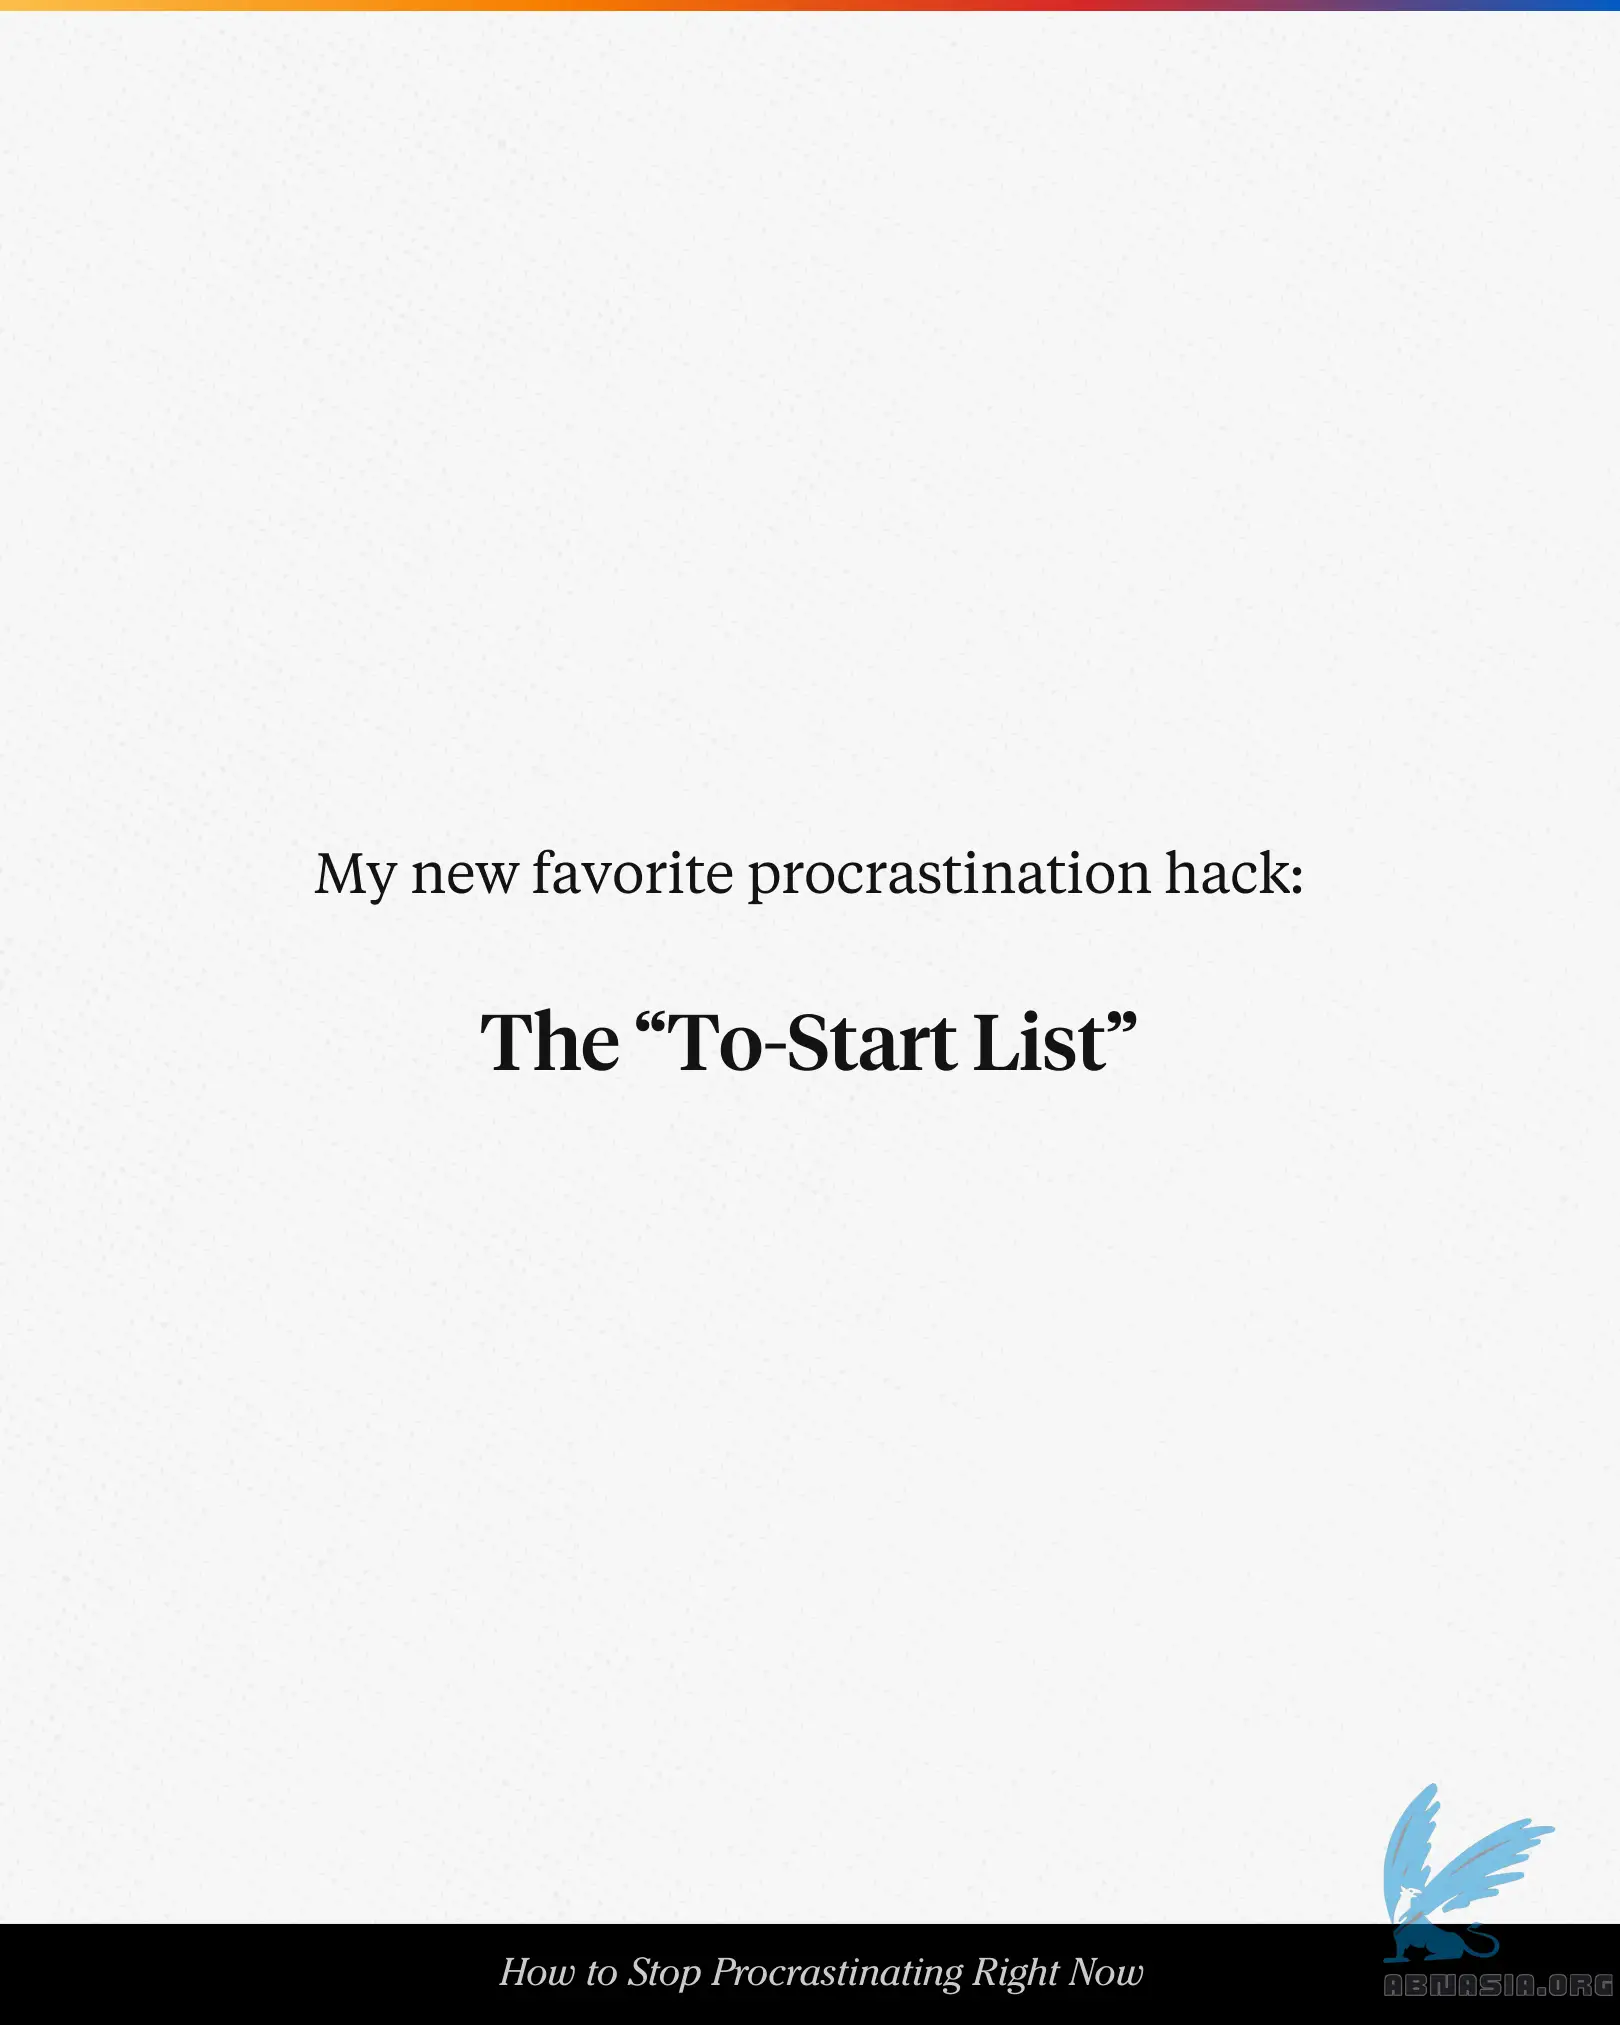 My new favorite procrastination hack:
The “To-Start List”
How to Stop Procrastinating Right Now
ABNASIA.ORG